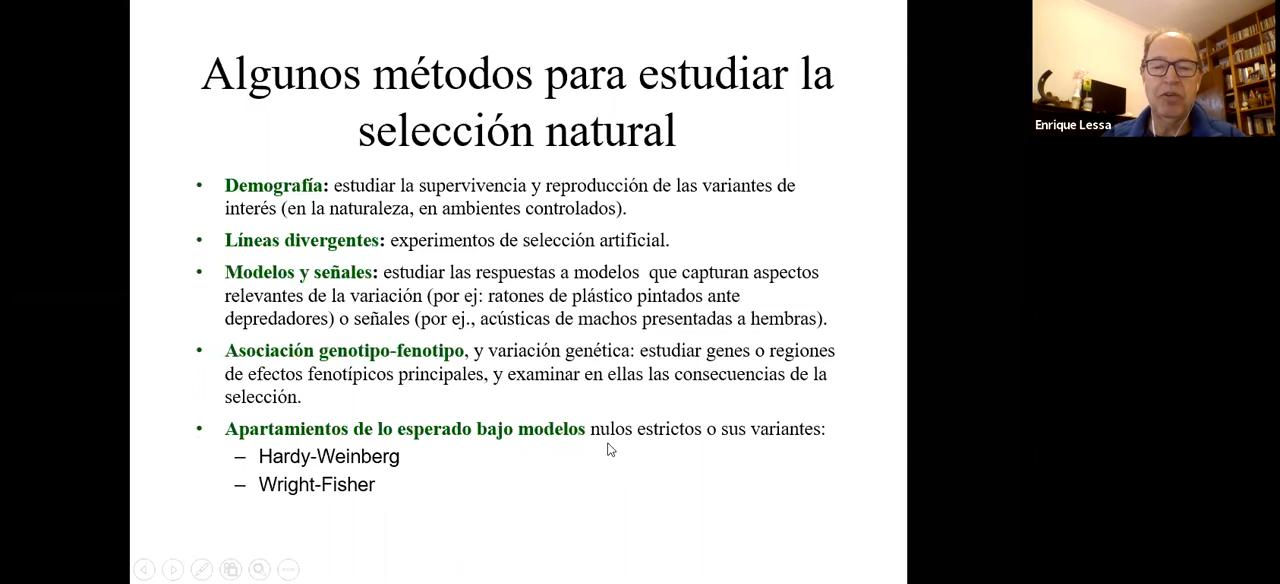 Algunos métodos para estudiar la
selección natural
• Demografía: estudiar la supervivencia y reproducción de las variantes de
interés (en la naturaleza, en ambientes controlados).
• Líneas divergentes: experimentos de selección artificial.
• Modelos y señales: estudiar las respuestas a modelos que capturan aspectos
relevantes de la variación (por ej: ratones de plástico pintados ante
depredadores) o señales (por ej., acústicas de machos presentadas a hembras).
• Asociación genotipo-fenotipo, y variación genética: estudiar genes o regiones
de efectos fenotípicos principales, y examinar en ellas las consecuencias de la
selección.
• Apartamientos de lo esperado bajo modelos nulos estrictos o sus variantes:
– Hardy-Weinberg
– Wright-Fisher
Enrique Lessa